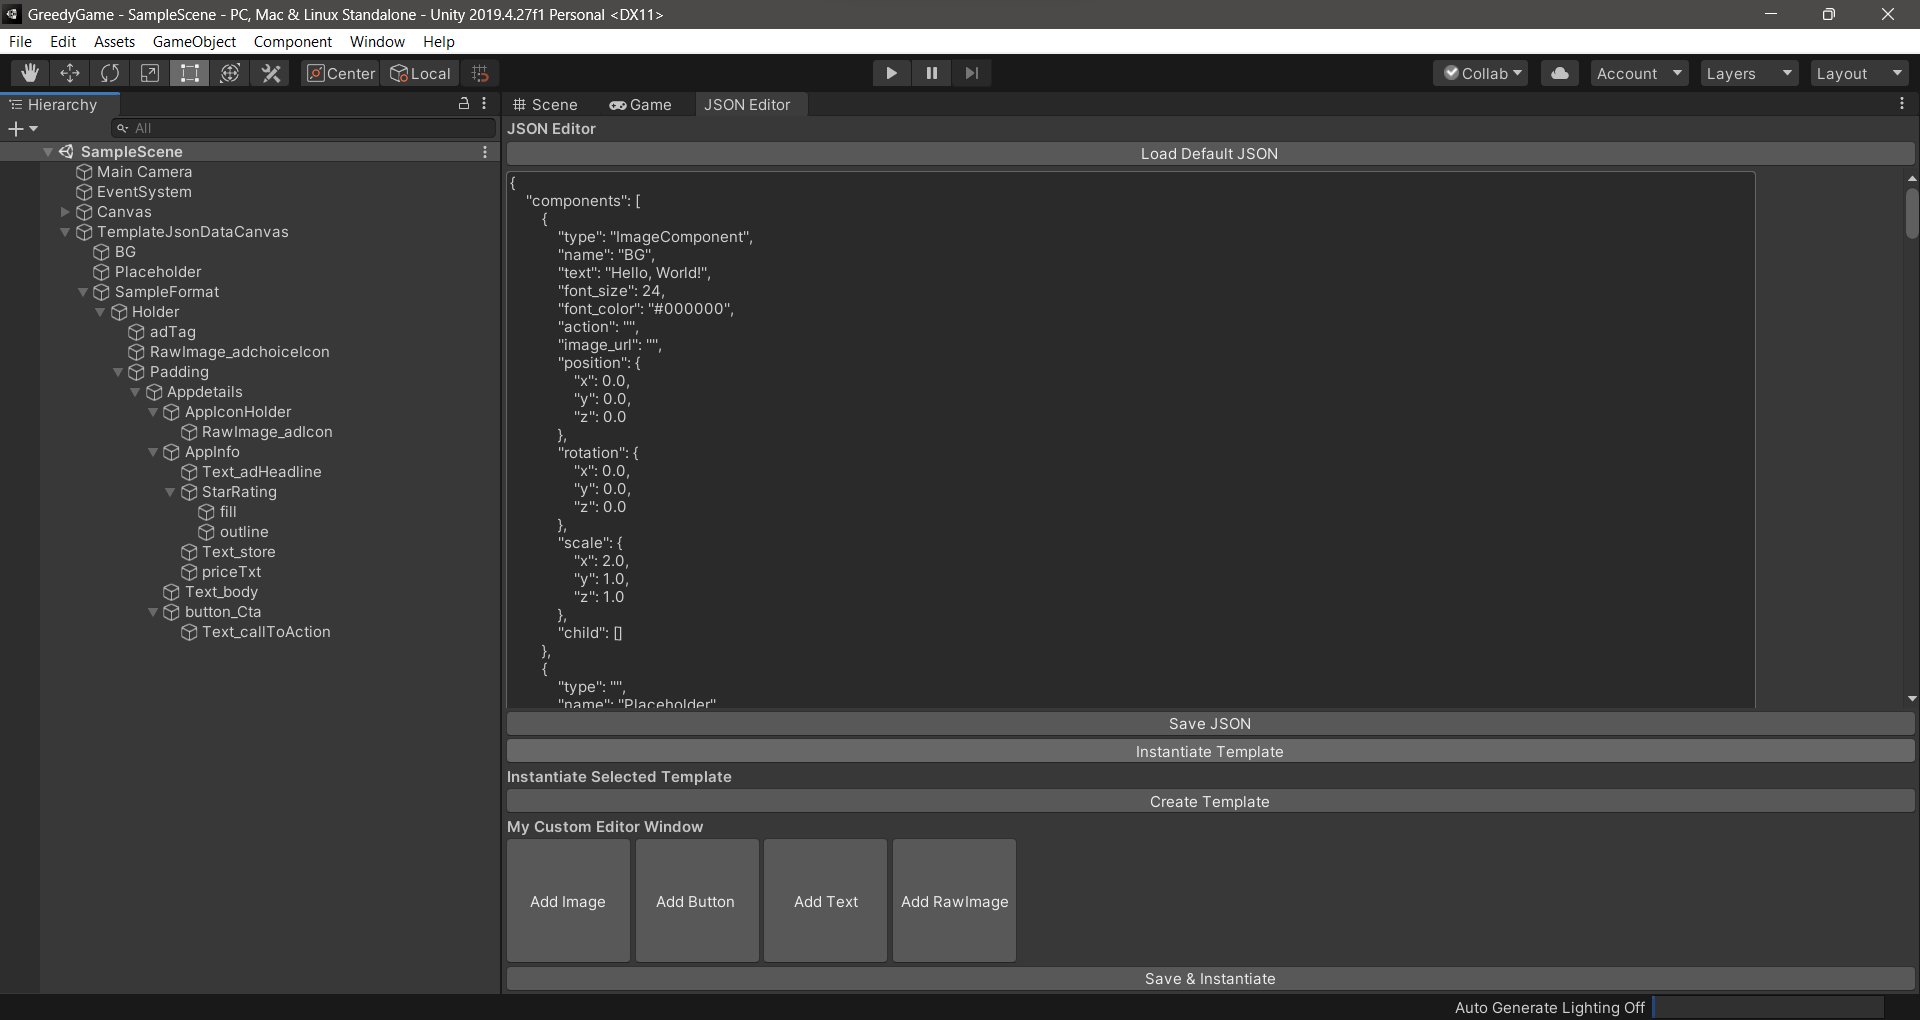 GreedyGame - SampleScene - PC, Mac & Linux Standalone - Unity 2019.4.27f1 Personal <DX11>
File Edit Assets GameObject Component Window Help
Center Local Collab Account Layers Layout
Hierarchy
All
SampleScene
Main Camera
EventSystem
Canvas
TemplateJsonDataCanvas
BG
Placeholder
SampleFormat
Holder
adTag
RawImage_adchoiceIcon
Padding
Appdetails
AppIconHolder
RawImage_adIcon
AppInfo
Text_adHeadline
StarRating
fill
outline
Text_store
priceTxt
Text_body
button_Cta
Text_callToAction
Scene Game JSON Editor
JSON Editor
Load Default JSON
{
"components": [
{
"type": "ImageComponent",
"name": "BG",
"text": "Hello, World!",
"font_size": 24,
"font_color": "#000000",
"action": "",
"image_url": "",
"position": {
"x": 0.0,
"y": 0.0,
"z": 0.0
},
"rotation": {
"x": 0.0,
"y": 0.0,
"z": 0.0
},
"scale": {
"x": 2.0,
"y": 1.0,
"z": 1.0
},
"child": []
},
{
"type": "",
"name": "Placeholder"
Save JSON
Instantiate Template
Instantiate Selected Template
Create Template
My Custom Editor Window
Add Image Add Button Add Text Add RawImage
Save & Instantiate
Auto Generate Lighting Off